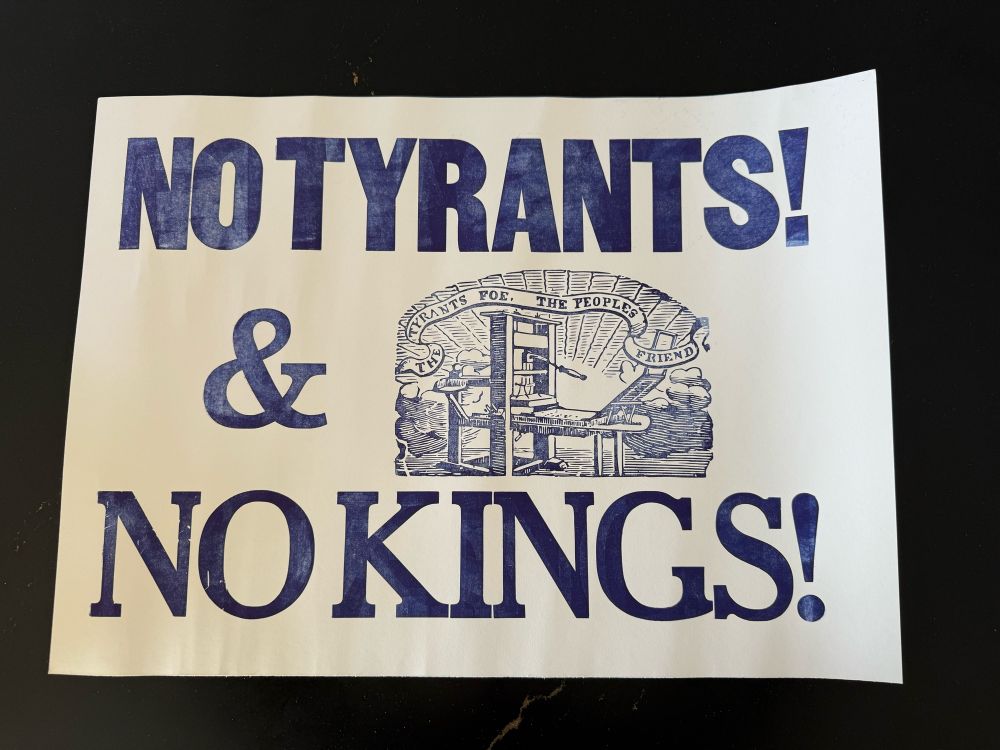 NO TYRANTS!
&
THE TYRANTS FOE. THE PEOPLES FRIEND
NO KINGS!